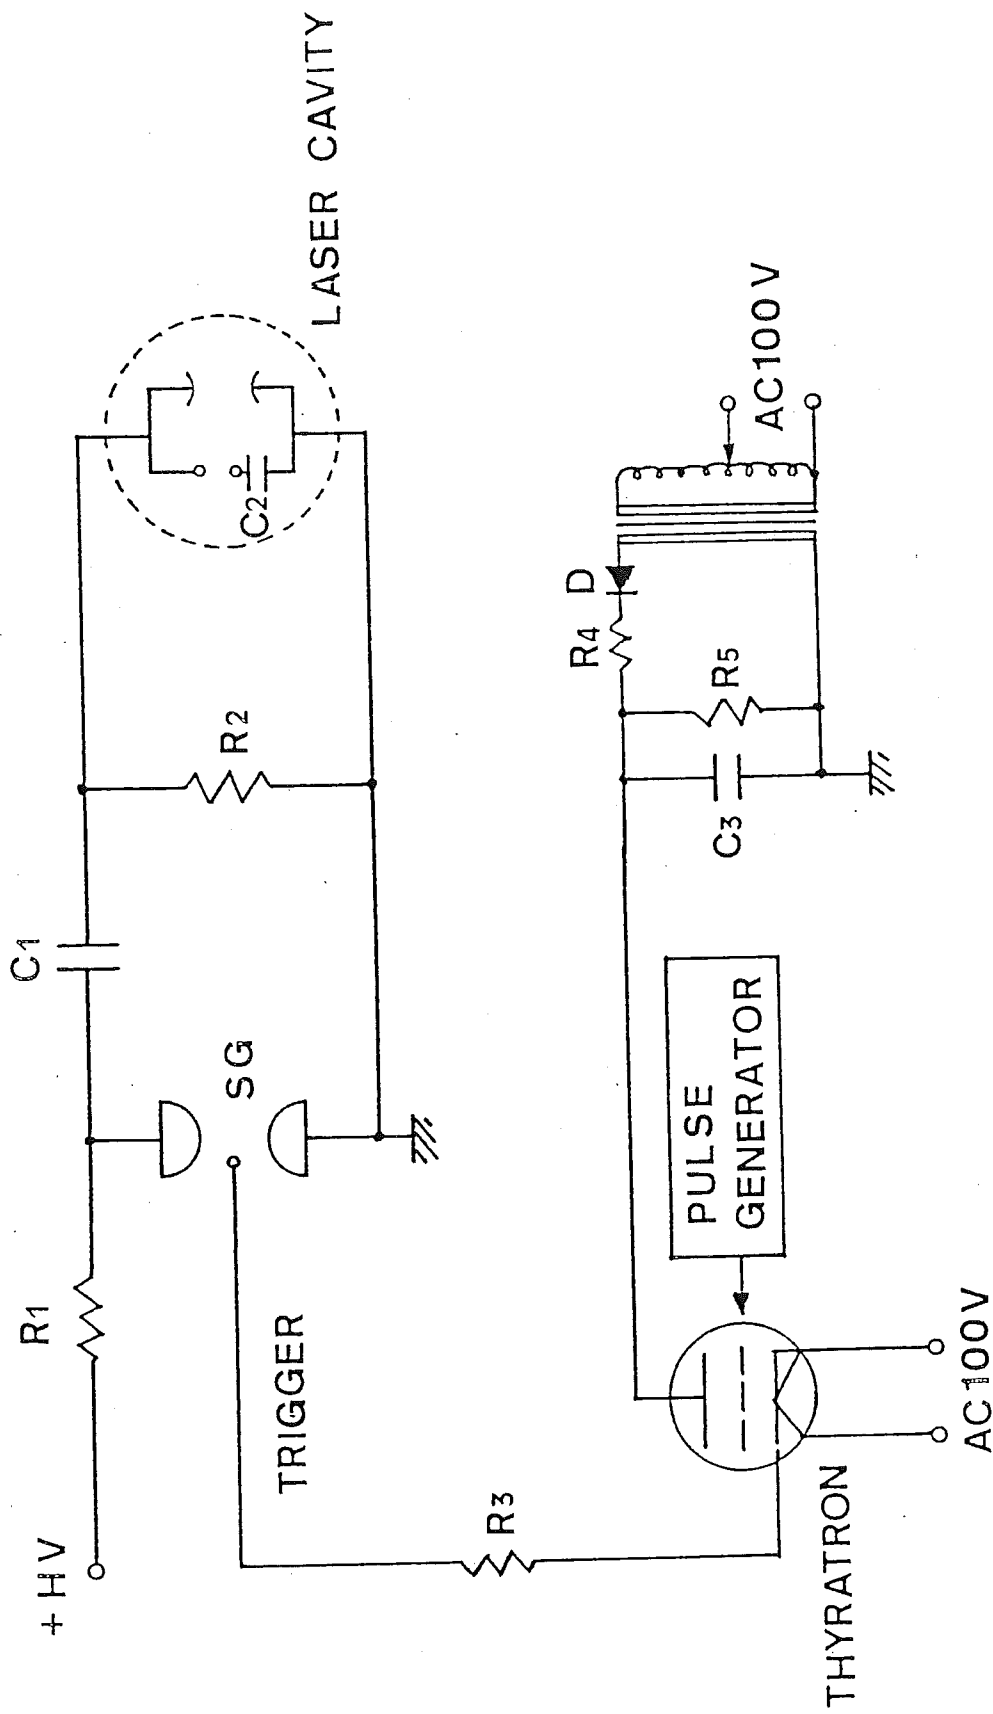 +HV
R1
C1
SG
R2
C2
LASER CAVITY
TRIGGER
R3
THYRATRON
AC100V
PULSE
GENERATOR
C3
R5
R4
D
AC100V